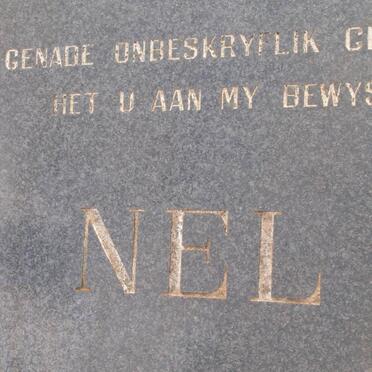 GENADE ONBESKRYFLIK G
HET U AAN MY BEWYS
NEL